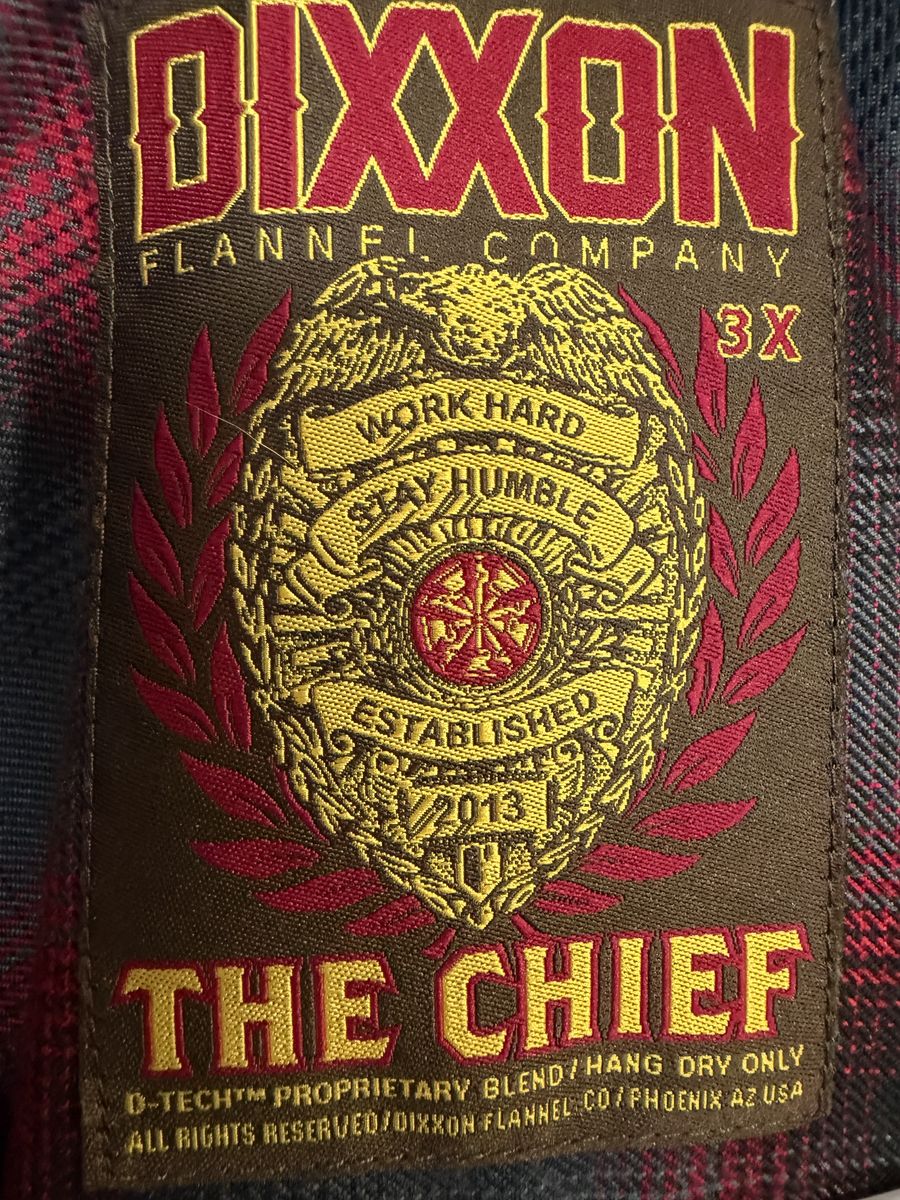 DIXXON
FLANNEL COMPANY
3X
WORK HARD
STAY HUMBLE
ESTABLISHED
2013
THE CHIEF
D-TECH™ PROPRIETARY BLEND/HANG DRY ONLY
ALL RIGHTS RESERVED/DIXXON FLANNEL CO/PHOENIX AZ USA